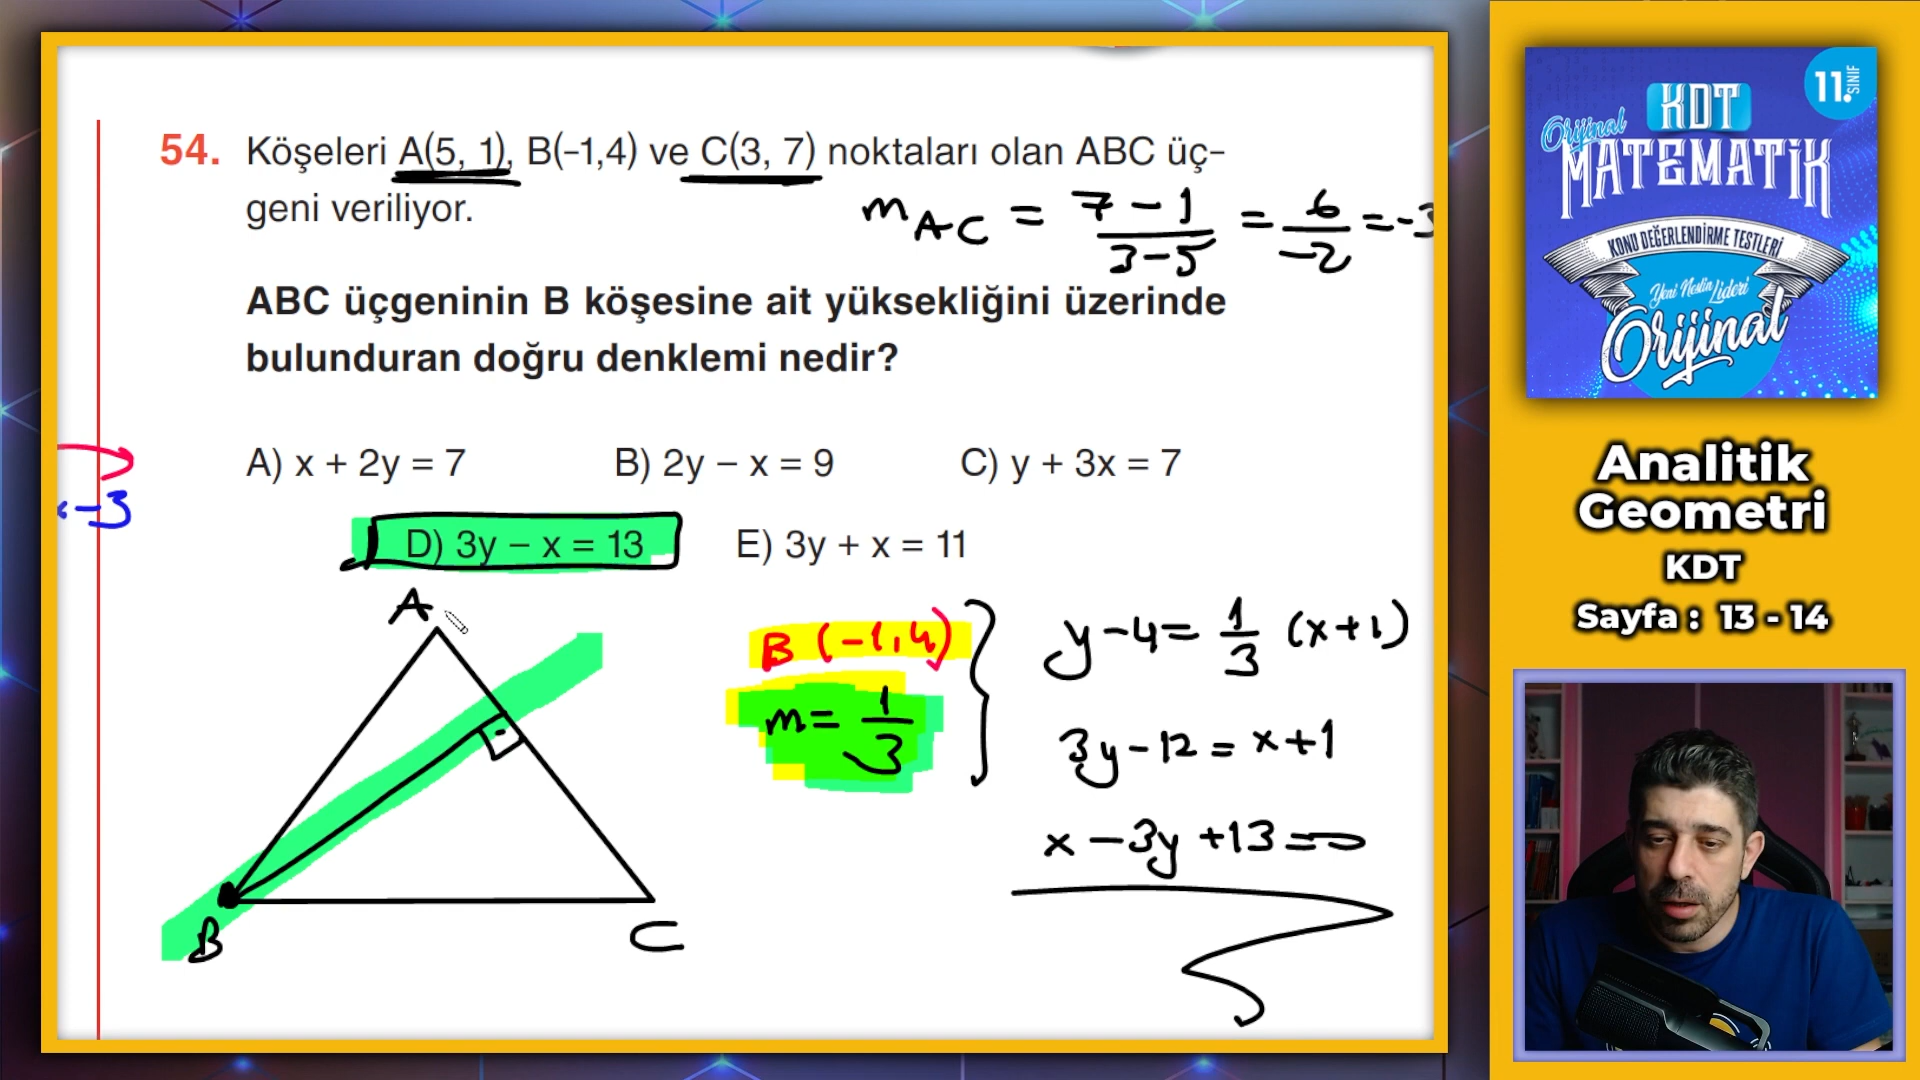 54. Köşeleri A(5, 1), B(–1,4) ve C(3, 7) noktaları olan ABC üç-
geni veriliyor.
mAC = 7 - 1 / 3 - 5 = 6 / -2 = -3
ABC üçgeninin B köşesine ait yüksekliğini üzerinde
bulunduran doğru denklemi nedir?
A) x + 2y = 7 B) 2y – x = 9 C) y + 3x = 7
D) 3y – x = 13 E) 3y + x = 11
-3
A
B
C
B (-1,4)
m = 1/3
y - 4 = 1/3 (x+1)
3y - 12 = x + 1
x - 3y + 13 = 0
11. SINIF
KDT
Orijinal
MATEMATİK
KONU DEĞERLENDİRME TESTLERİ
Yeni Neslin Lideri
Orijinal
Analitik
Geometri
KDT
Sayfa : 13 - 14